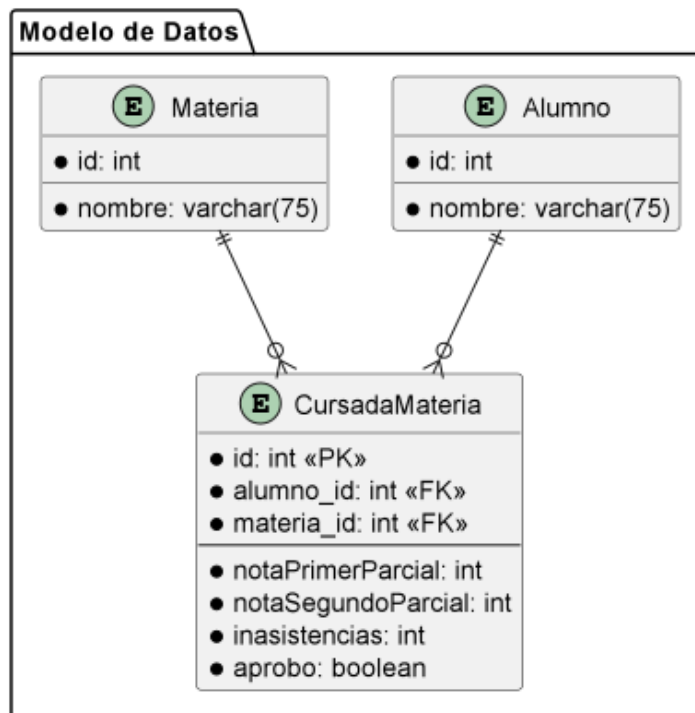 Modelo de Datos
E Materia
id: int
nombre: varchar(75)
E Alumno
id: int
nombre: varchar(75)
E CursadaMateria
id: int «PK»
alumno_id: int «FK»
materia_id: int «FK»
notaPrimerParcial: int
notaSegundoParcial: int
inasistencias: int
aprobo: boolean